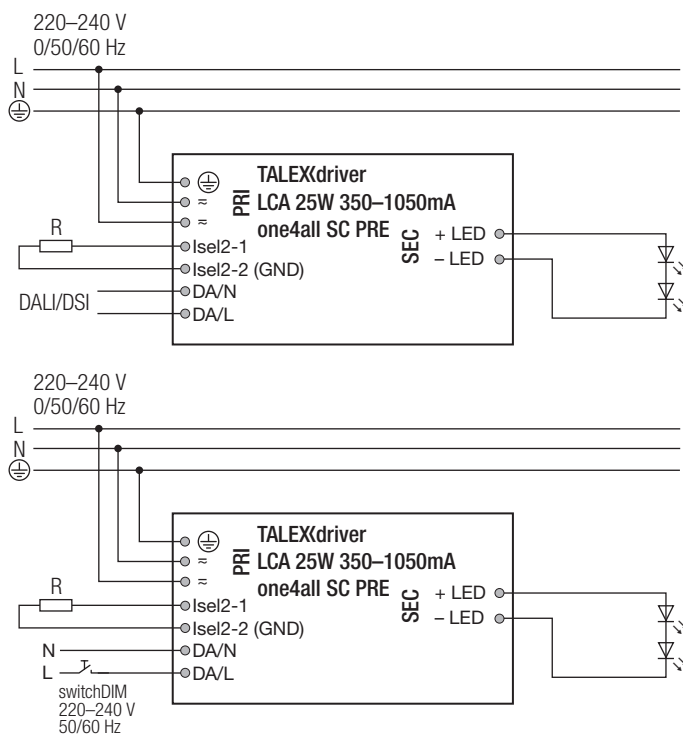 220–240 V
0/50/60 Hz
L
N
TALEXXdriver
≂
PRI
LCA 25W 350–1050mA
≂
one4all SC PRE
SEC
+ LED
– LED
R
Isel2-1
Isel2-2 (GND)
DALI/DSI
DA/N
DA/L
220–240 V
0/50/60 Hz
L
N
TALEXXdriver
≂
PRI
LCA 25W 350–1050mA
≂
one4all SC PRE
SEC
+ LED
– LED
R
Isel2-1
Isel2-2 (GND)
N
DA/N
L
DA/L
switchDIM
220–240 V
50/60 Hz